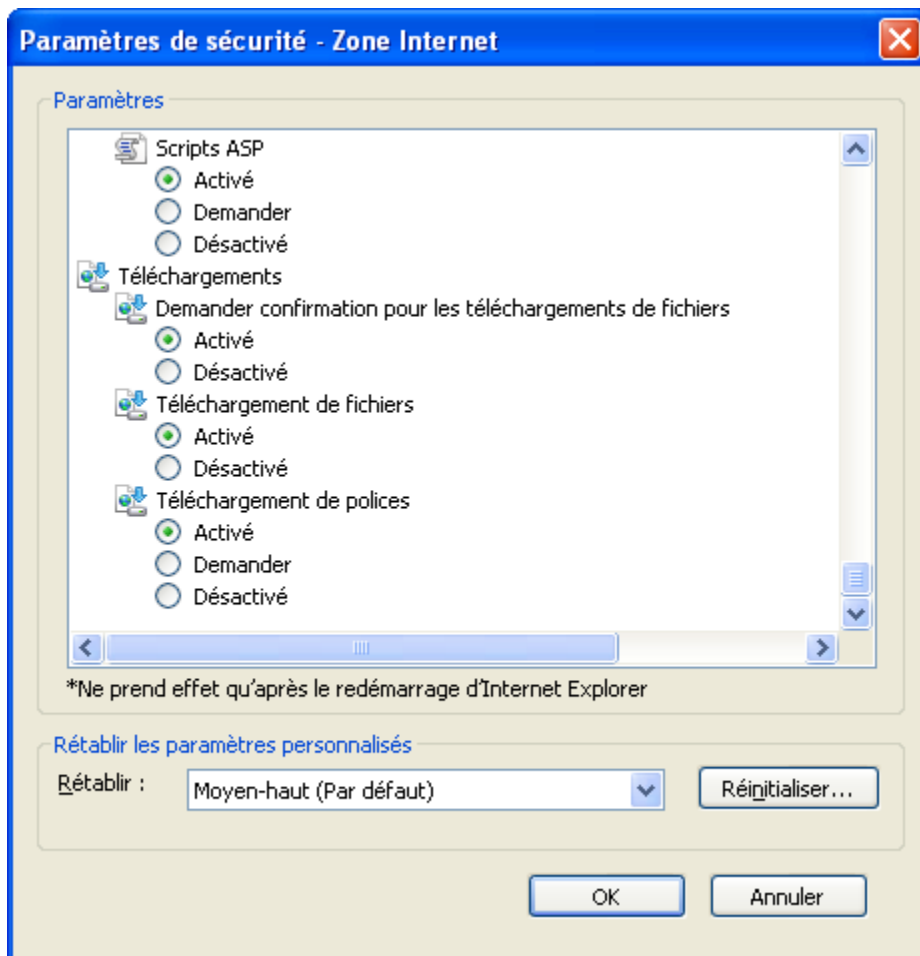 Paramètres de sécurité - Zone Internet
Paramètres
Scripts ASP
Activé
Demander
Désactivé
Téléchargements
Demander confirmation pour les téléchargements de fichiers
Activé
Désactivé
Téléchargement de fichiers
Activé
Désactivé
Téléchargement de polices
Activé
Demander
Désactivé
*Ne prend effet qu'après le redémarrage d'Internet Explorer
Rétablir les paramètres personnalisés
Rétablir : Moyen-haut (Par défaut) Réinitialiser...
OK Annuler